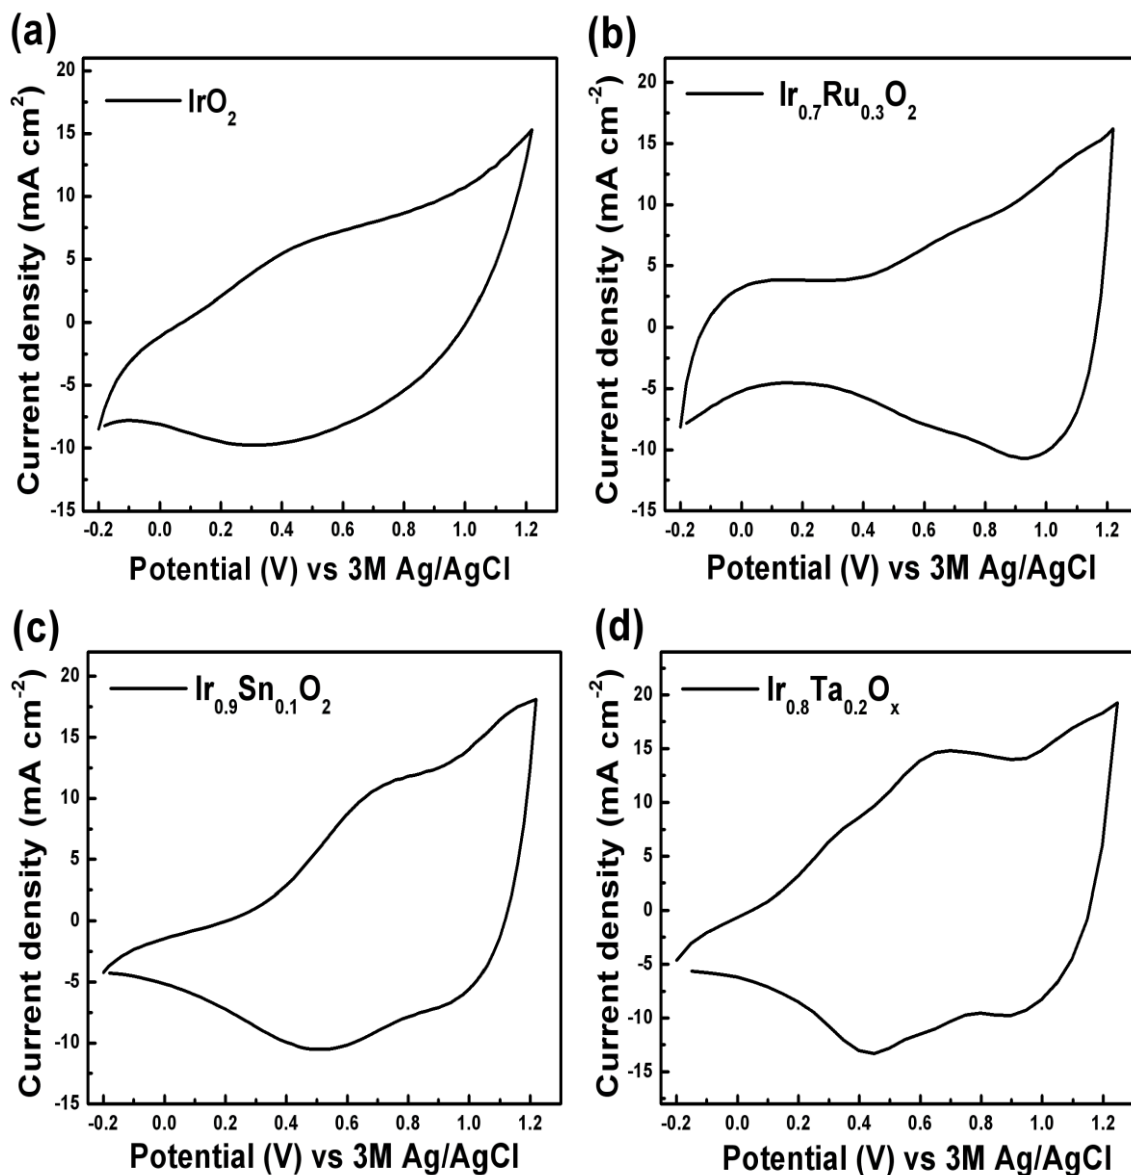 (a)
IrO2
Current density (mA cm2)
20
15
10
5
0
-5
-10
-15
-0.2 0.0 0.2 0.4 0.6 0.8 1.0 1.2
Potential (V) vs 3M Ag/AgCl
(b)
Ir0.7Ru0.3O2
Current density (mA cm-2)
20
15
10
5
0
-5
-10
-15
-0.2 0.0 0.2 0.4 0.6 0.8 1.0 1.2
Potential (V) vs 3M Ag/AgCl
(c)
Ir0.9Sn0.1O2
Current density (mA cm-2)
20
15
10
5
0
-5
-10
-15
-0.2 0.0 0.2 0.4 0.6 0.8 1.0 1.2
Potential (V) vs 3M Ag/AgCl
(d)
Ir0.8Ta0.2Ox
Current density (mA cm-2)
20
15
10
5
0
-5
-10
-15
-0.2 0.0 0.2 0.4 0.6 0.8 1.0 1.2
Potential (V) vs 3M Ag/AgCl